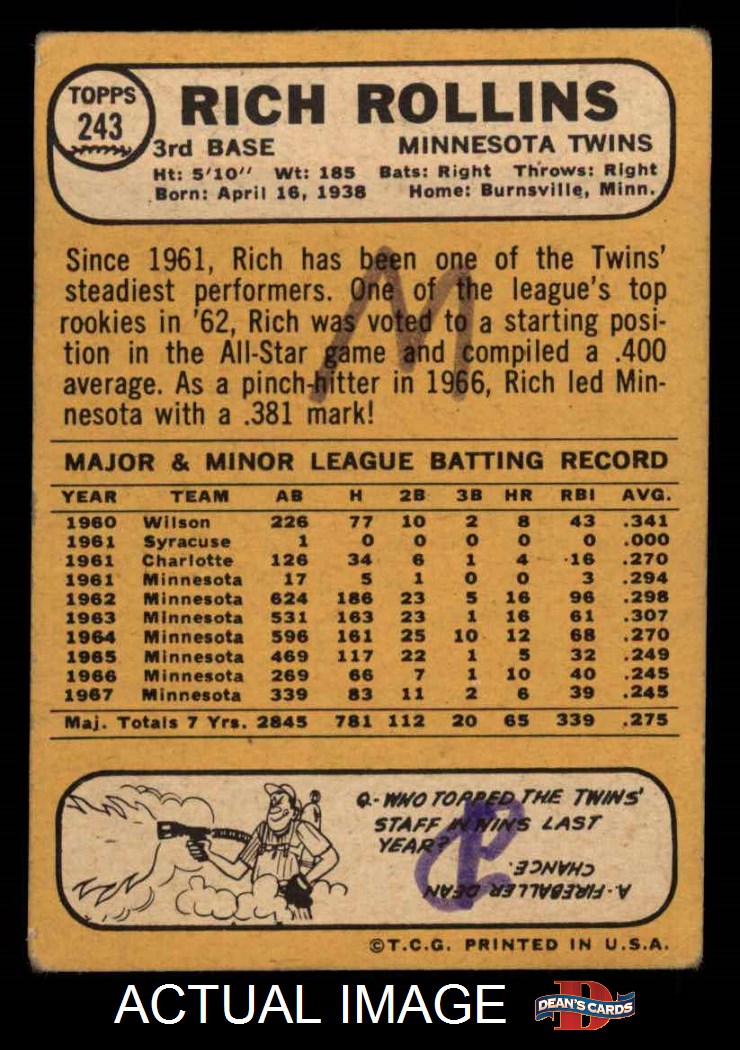 TOPPS
243
RICH ROLLINS
3rd BASE MINNESOTA TWINS
Ht: 5'10" Wt: 185 Bats: Right Throws: Right
Born: April 16, 1938 Home: Burnsville, Minn.
Since 1961, Rich has been one of the Twins'
steadiest performers. One of the league's top
rookies in '62, Rich was voted to a starting posi-
tion in the All-Star game and compiled a .400
average. As a pinch-hitter in 1966, Rich led Min-
nesota with a .381 mark!
M
MAJOR & MINOR LEAGUE BATTING RECORD
YEAR TEAM AB H 2B 3B HR RBI AVG.
1960 Wilson 226 77 10 2 8 43 .341
1961 Syracuse 1 0 0 0 0 0 .000
1961 Charlotte 126 34 6 1 4 16 .270
1961 Minnesota 17 5 1 0 0 3 .294
1962 Minnesota 624 186 23 5 16 96 .298
1963 Minnesota 531 163 23 1 16 61 .307
1964 Minnesota 596 161 25 10 12 68 .270
1965 Minnesota 469 117 22 1 5 32 .249
1966 Minnesota 269 66 7 1 10 40 .245
1967 Minnesota 339 83 11 2 6 39 .245
Maj. Totals 7 Yrs. 2845 781 112 20 65 339 .275
Q.-WHO TOPPED THE TWINS'
STAFF IN WINS LAST
YEAR?
A.-FIREBALLER DEAN
CHANCE.
©T.C.G. PRINTED IN U.S.A.
ACTUAL IMAGE
DEAN'S CARDS